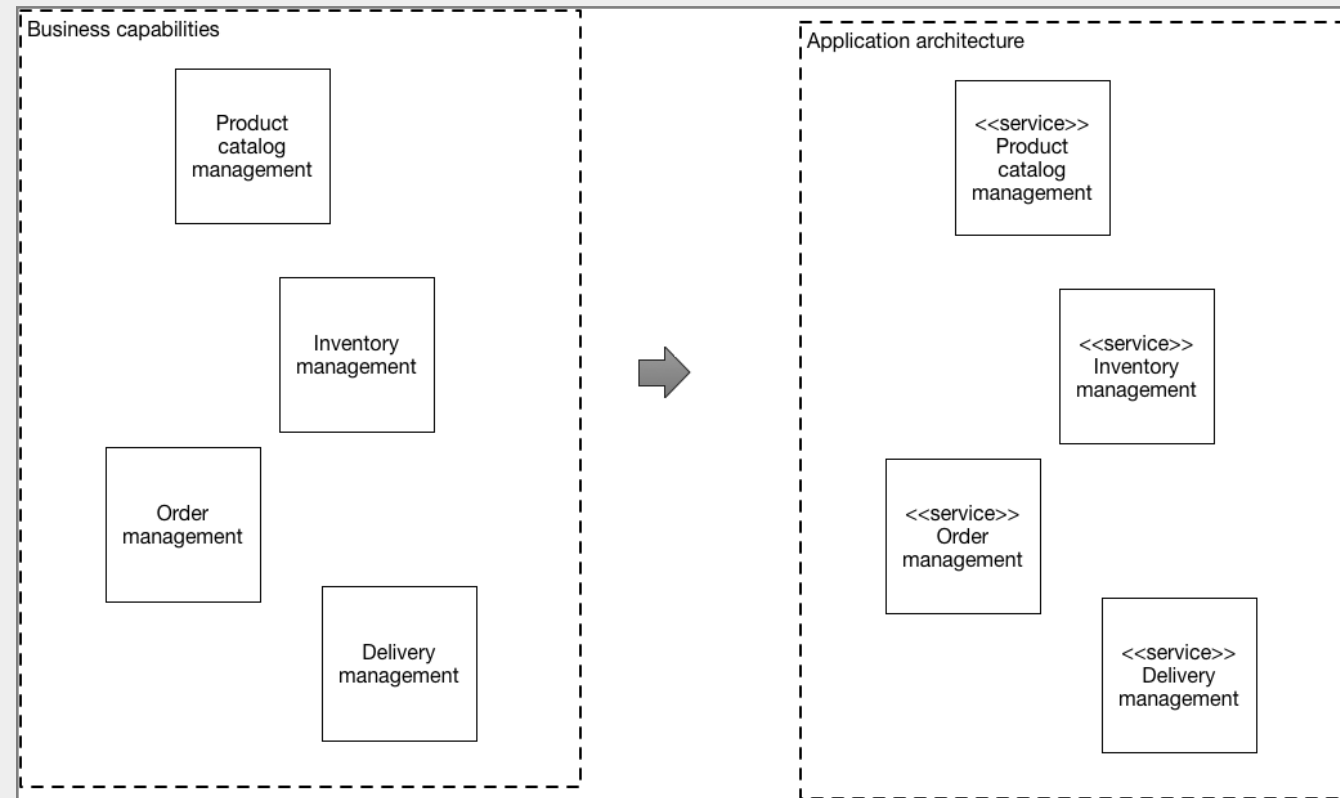 Business capabilities
Product
catalog
management
Inventory
management
Order
management
Delivery
management
Application architecture
<<service>>
Product
catalog
management
<<service>>
Inventory
management
<<service>>
Order
management
<<service>>
Delivery
management